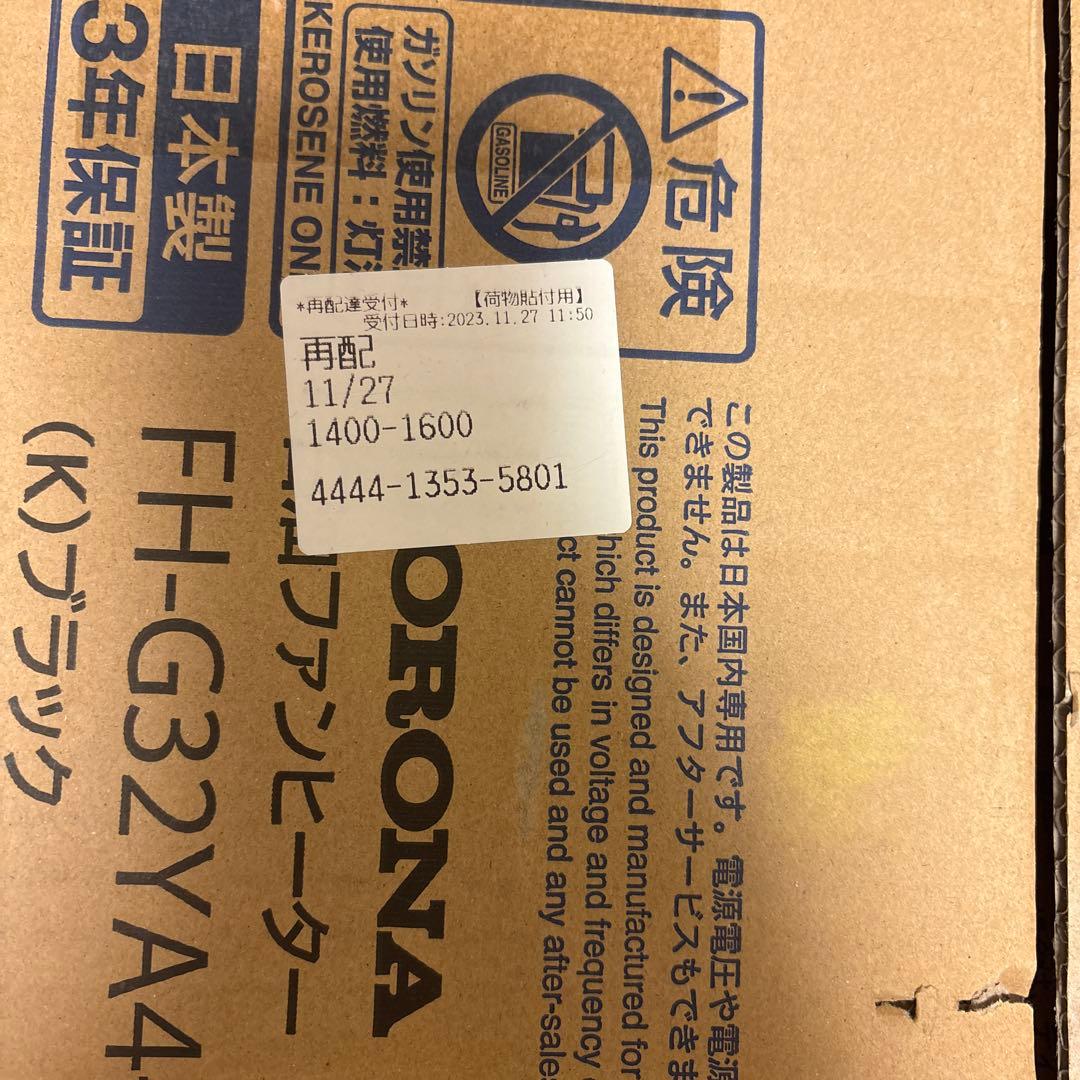 *再配達受付* 【荷物貼付用】
受付日時:2023.11.27 11:50
再配
11/27
1400-1600
4444-1353-5801
危険
GASOLINE
ガソリン使用禁
使用燃料：灯
KEROSENE ON
日本製
3年保証
この製品は日本国内専用です。電源電圧や電源
できません。また、アフターサービスもできま
This product is designed and manufactured for
hich differs in voltage and frequency
ct cannot be used and any after-sales
ORONA
油ファンヒーター
FH-G32YA4
(K)ブラック